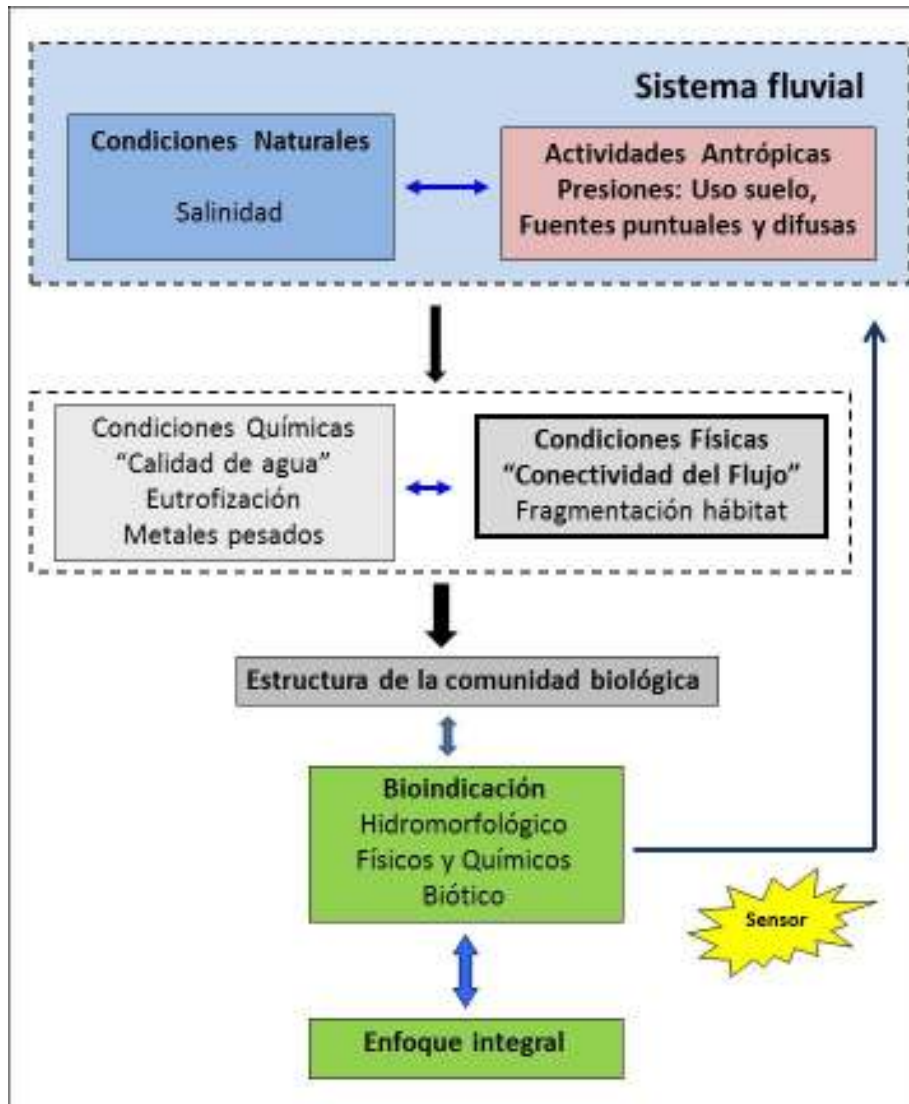 Sistema fluvial
Condiciones Naturales
Salinidad
Actividades Antrópicas
Presiones: Uso suelo,
Fuentes puntuales y difusas
Condiciones Químicas
“Calidad de agua”
Eutrofización
Metales pesados
Condiciones Físicas
“Conectividad del Flujo”
Fragmentación hábitat
Estructura de la comunidad biológica
Bioindicación
Hidromorfológico
Físicos y Químicos
Biótico
Sensor
Enfoque integral